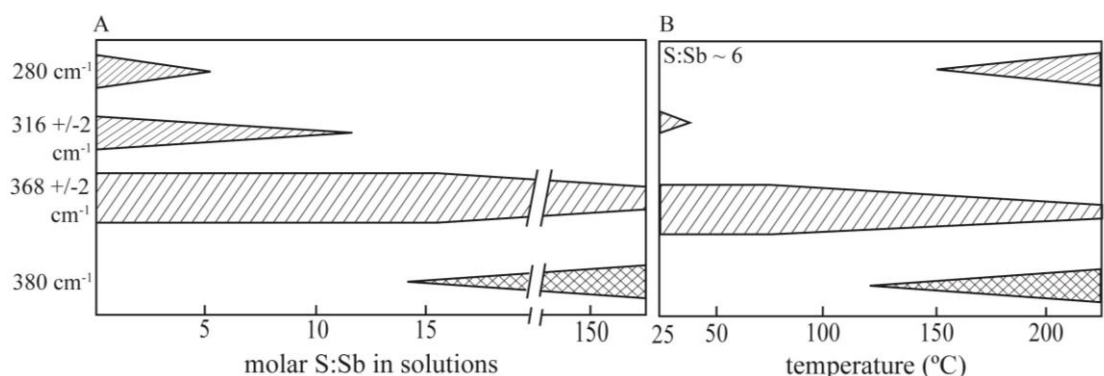 A
B
S:Sb ~ 6
280 cm⁻¹
316 +/-2
cm⁻¹
368 +/-2
cm⁻¹
380 cm⁻¹
5 10 15 150
25 50 100 150 200
molar S:Sb in solutions
temperature (ºC)